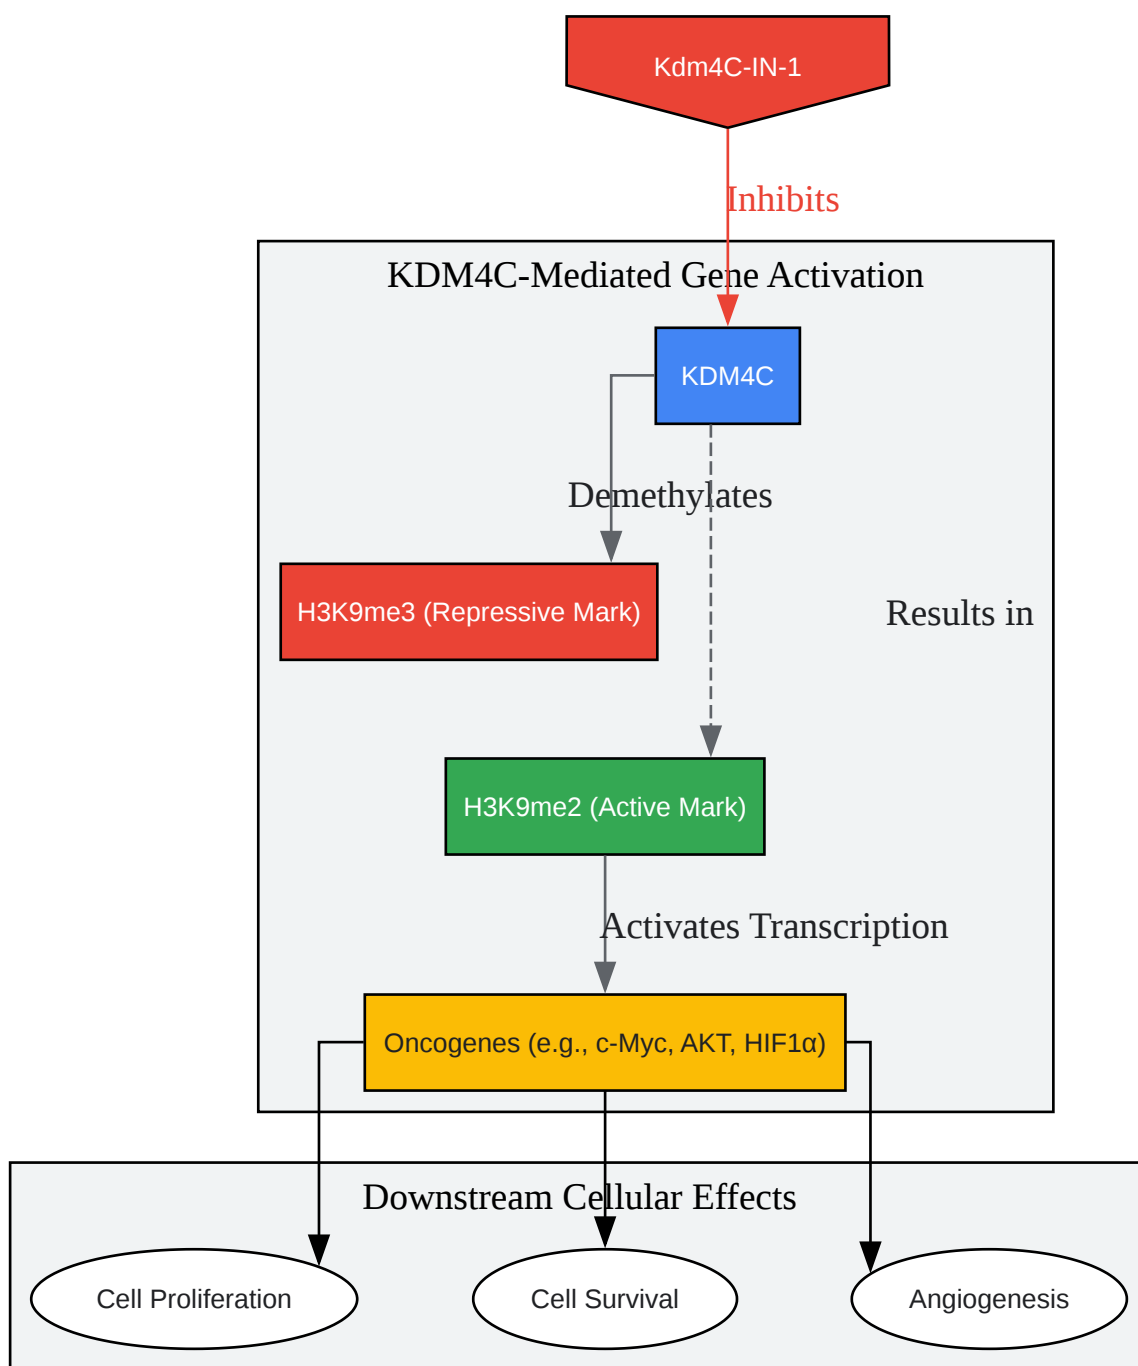 Kdm4C-IN-1
Inhibits
KDM4C-Mediated Gene Activation
KDM4C
Demethylates
H3K9me3 (Repressive Mark)
Results in
H3K9me2 (Active Mark)
Activates Transcription
Oncogenes (e.g., c-Myc, AKT, HIF1α)
Downstream Cellular Effects
Cell Proliferation
Cell Survival
Angiogenesis